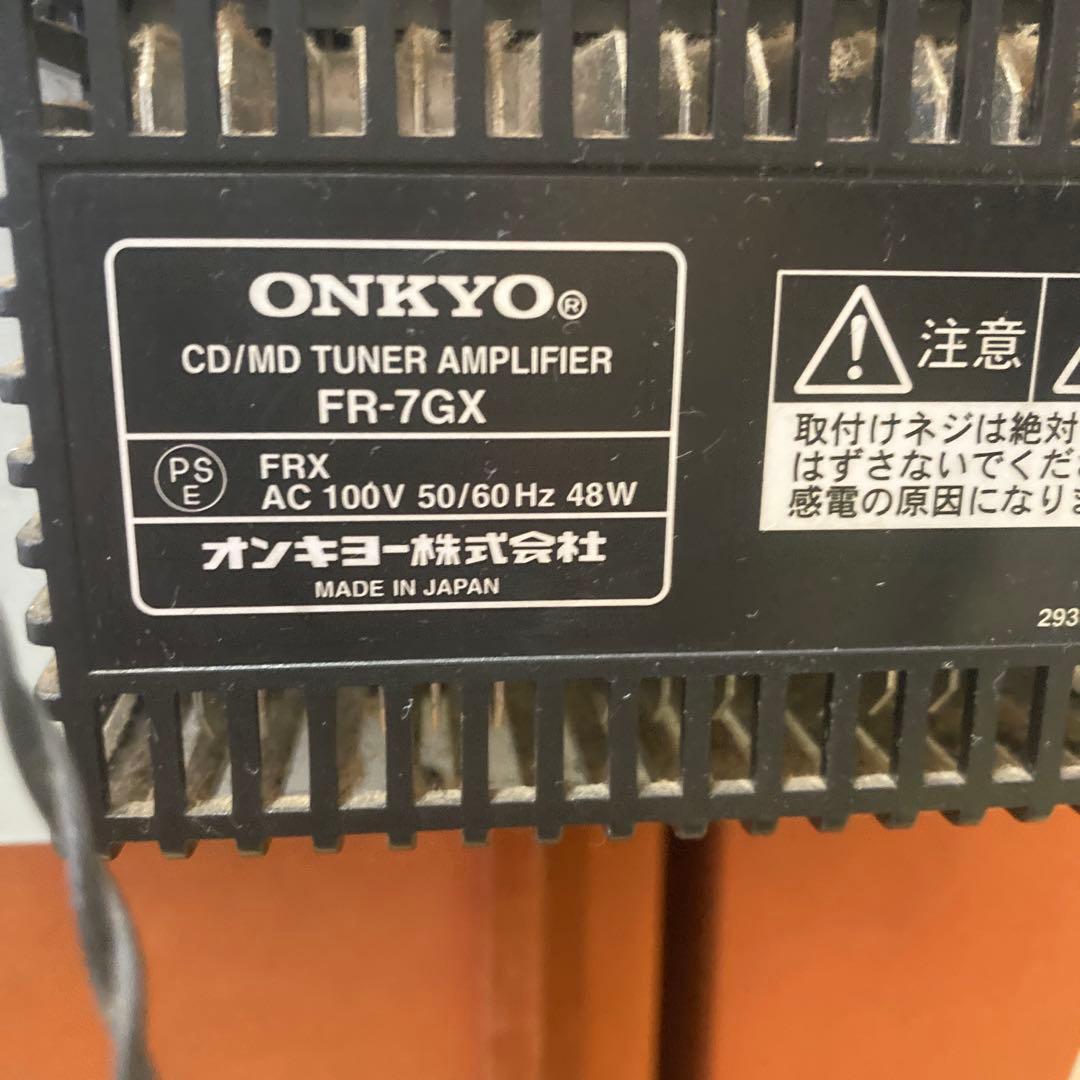 ONKYO®
CD/MD TUNER AMPLIFIER
FR-7GX
PS
E
FRX
AC 100V 50/60Hz 48W
オンキヨー株式会社
MADE IN JAPAN
注意
取付けネジは絶対
はずさないでくだ
感電の原因になりま
293